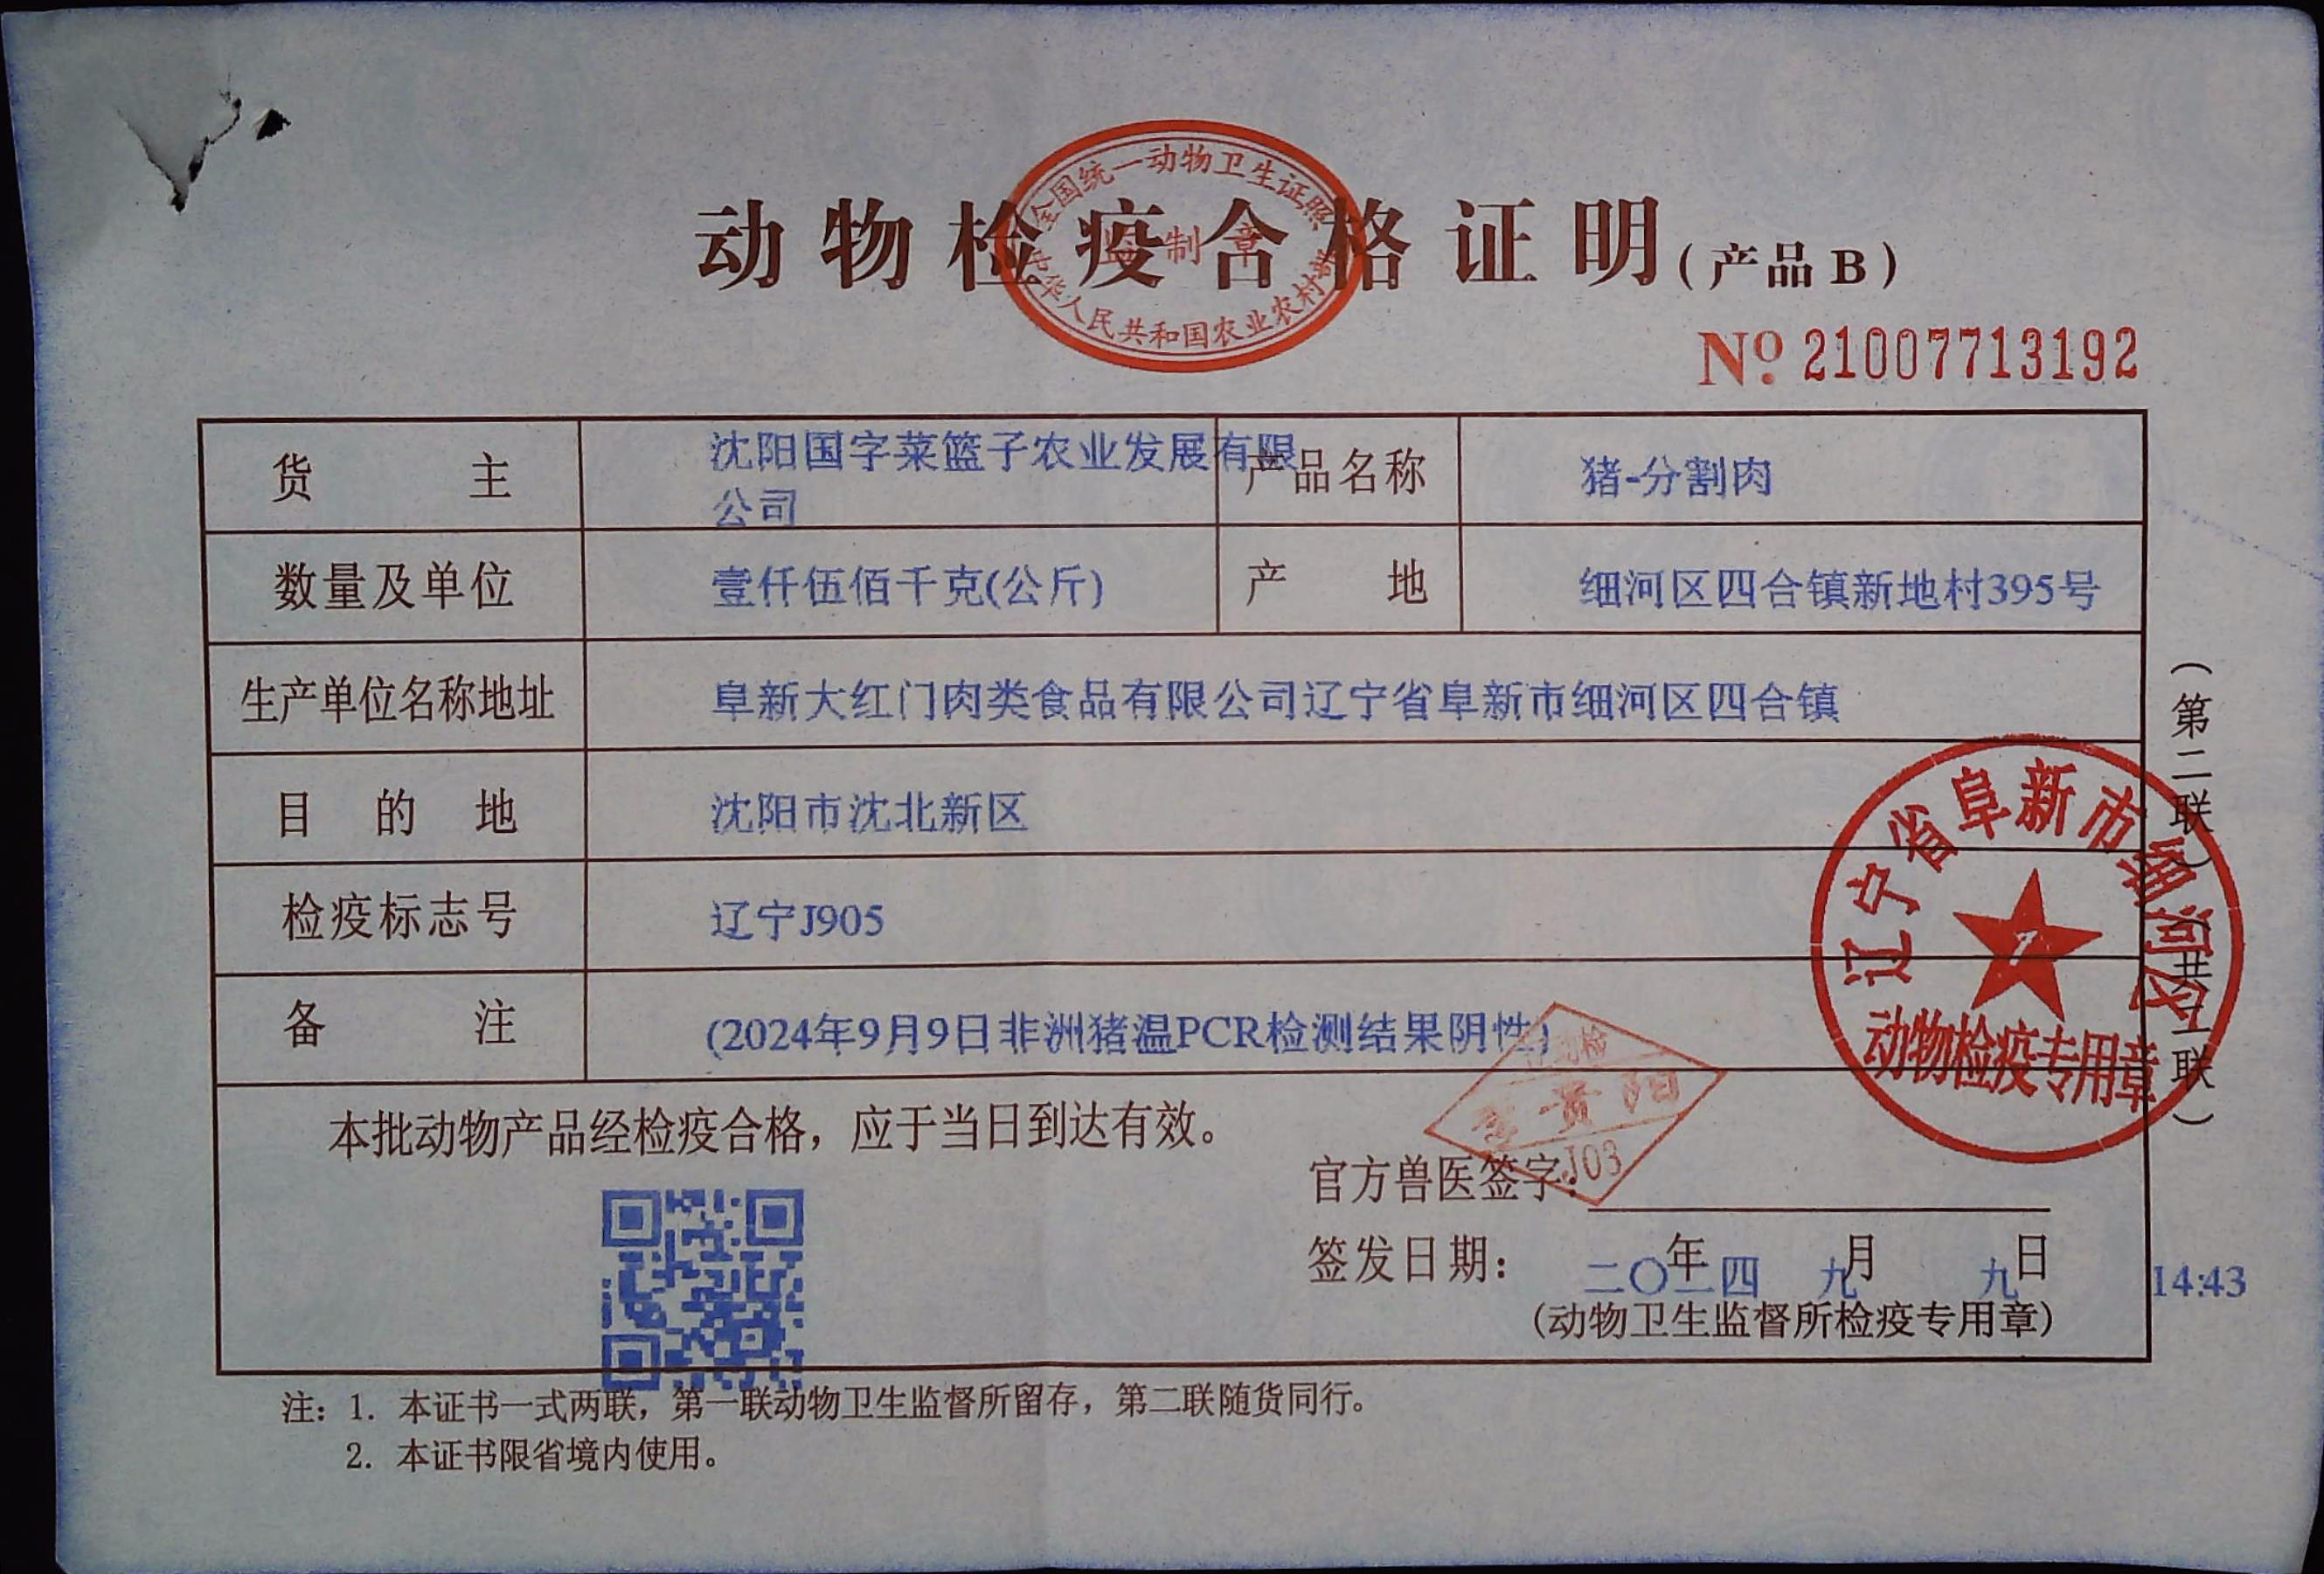 全国统一动物卫生证照
监制章
中华人民共和国农业农村部
动物检疫合格证明(产品B)
№ 21007713192
货主 沈阳国字菜篮子农业发展有限公司 产品名称 猪-分割肉
数量及单位 壹仟伍佰千克(公斤) 产地 细河区四合镇新地村395号
生产单位名称地址 阜新大红门肉类食品有限公司辽宁省阜新市细河区四合镇
目的地 沈阳市沈北新区
检疫标志号 辽宁J905
备注 (2024年9月9日非洲猪温PCR检测结果阴性)
(第二联 共二联)
辽宁省阜新市细河区
7
动物检疫专用章
本批动物产品经检疫合格，应于当日到达有效。
J03
官方兽医签字：
签发日期： 二〇二四年 九月 九日 14:43
(动物卫生监督所检疫专用章)
注：1. 本证书一式两联，第一联动物卫生监督所留存，第二联随货同行。
2. 本证书限省境内使用。